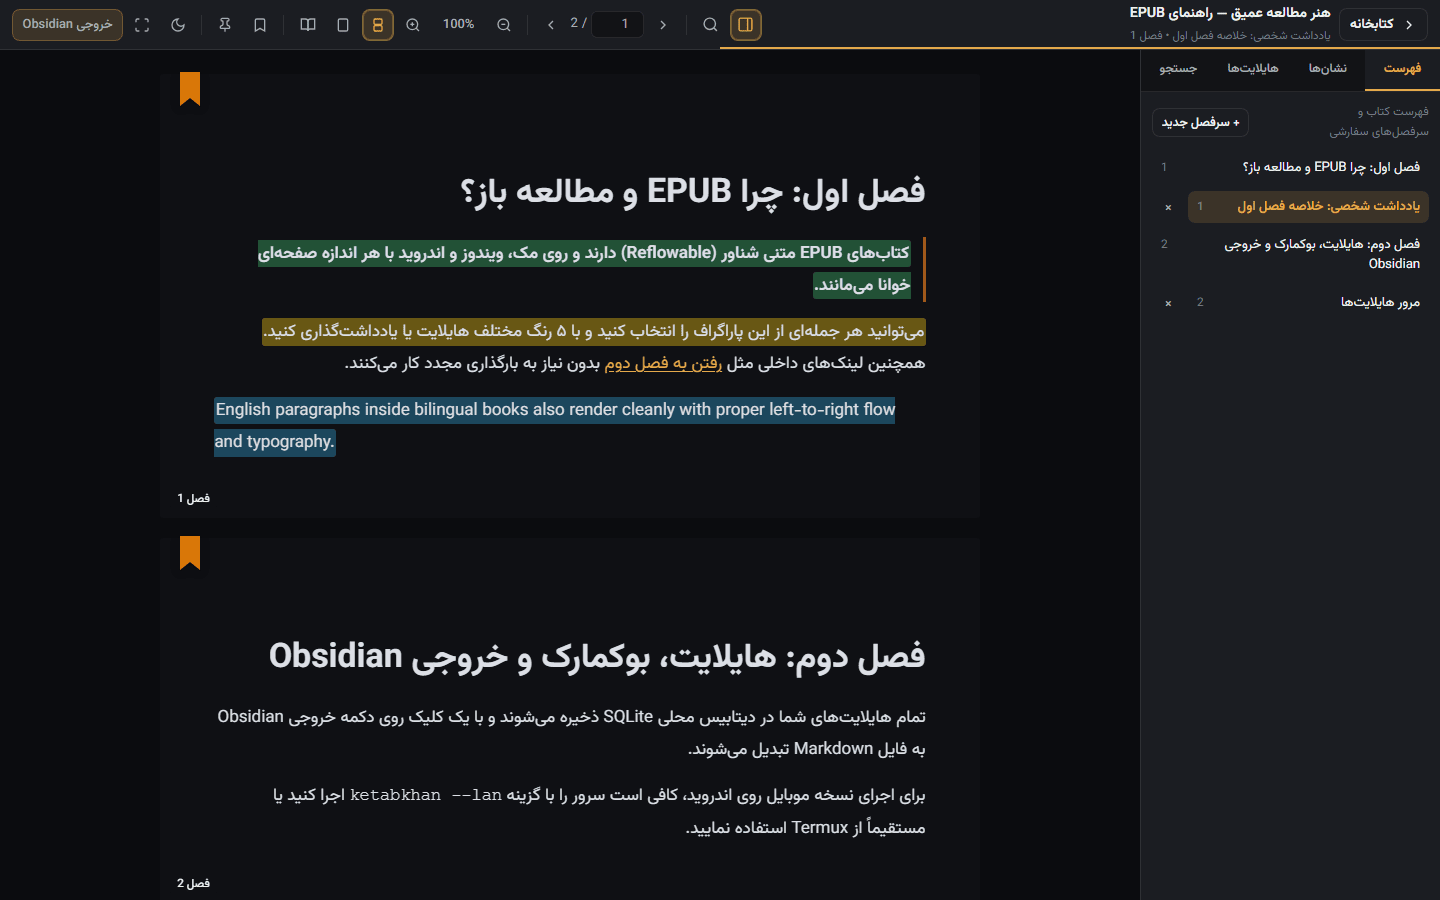 کتابخانه
هنر مطالعه عمیق — راهنمای EPUB
یادداشت شخصی: خلاصه فصل اول • فصل 1
1
/ 2
100%
خروجی Obsidian
فهرست
نشان‌ها
هایلایت‌ها
جستجو
فهرست کتاب و
سرفصل‌های سفارشی
+ سرفصل جدید
فصل اول: چرا EPUB و مطالعه باز؟ 1
یادداشت شخصی: خلاصه فصل اول 1 ×
فصل دوم: هایلایت، بوکمارک و خروجی 2
Obsidian
مرور هایلایت‌ها 2 ×
فصل اول: چرا EPUB و مطالعه باز؟
کتاب‌های EPUB متنی شناور (Reflowable) دارند و روی مک، ویندوز و اندروید با هر اندازه صفحه‌ای
خوانا می‌مانند.
می‌توانید هر جمله‌ای از این پاراگراف را انتخاب کنید و با ۵ رنگ مختلف هایلایت یا یادداشت‌گذاری کنید.
همچنین لینک‌های داخلی مثل رفتن به فصل دوم بدون نیاز به بارگذاری مجدد کار می‌کنند.
English paragraphs inside bilingual books also render cleanly with proper left-to-right flow
and typography.
فصل 1
فصل دوم: هایلایت، بوکمارک و خروجی Obsidian
تمام هایلایت‌های شما در دیتابیس محلی SQLite ذخیره می‌شوند و با یک کلیک روی دکمه خروجی Obsidian
به فایل Markdown تبدیل می‌شوند.
برای اجرای نسخه موبایل روی اندروید، کافی است سرور را با گزینه ketabkhan --lan اجرا کنید یا
مستقیماً از Termux استفاده نمایید.
فصل 2